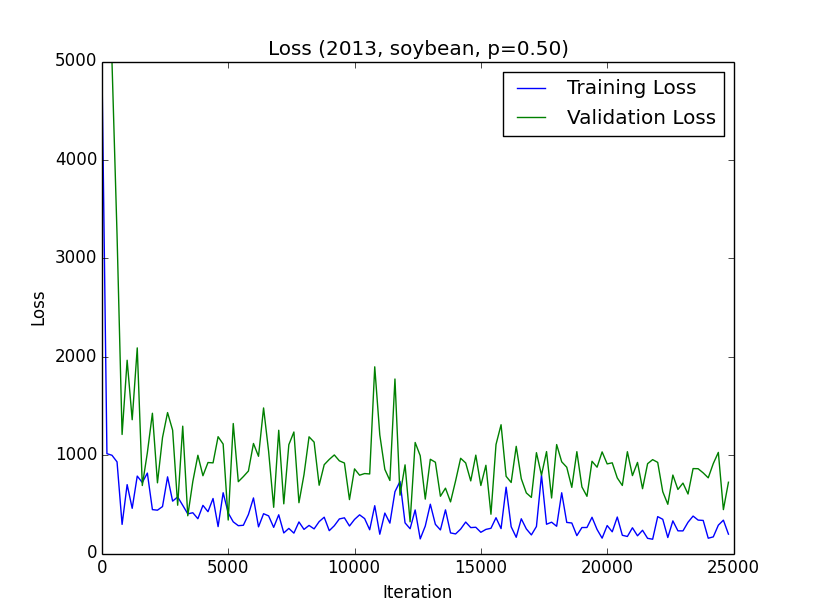 Loss (2013, soybean, p=0.50)
5000
4000
3000
2000
1000
0
Loss
Training Loss
Validation Loss
0 5000 10000 15000 20000 25000
Iteration